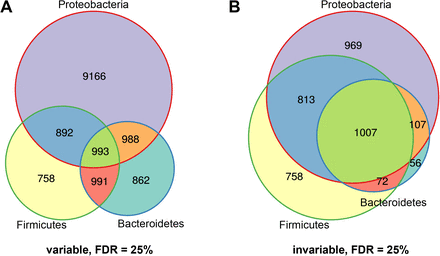 A
Proteobacteria
9166
892
988
993
758
991
862
Firmicutes
Bacteroidetes
variable, FDR = 25%
B
Proteobacteria
969
813
107
1007
56
758
72
Bacteroidetes
Firmicutes
invariable, FDR = 25%